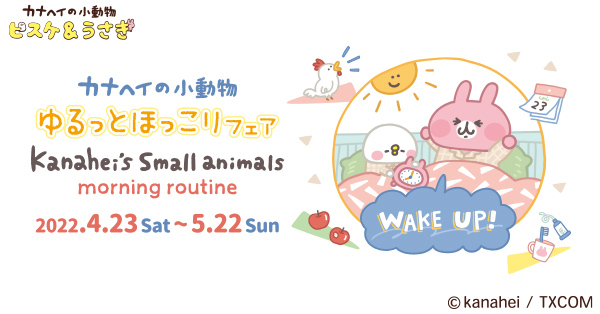 カナヘイの小動物
ピスケ&うさぎ
カナヘイの小動物
ゆるっとほっこりフェア
Kanahei's Small animals
morning routine
2022.4.23 Sat ~ 5.22 Sun
23
WAKE UP!
©kanahei / TXCOM